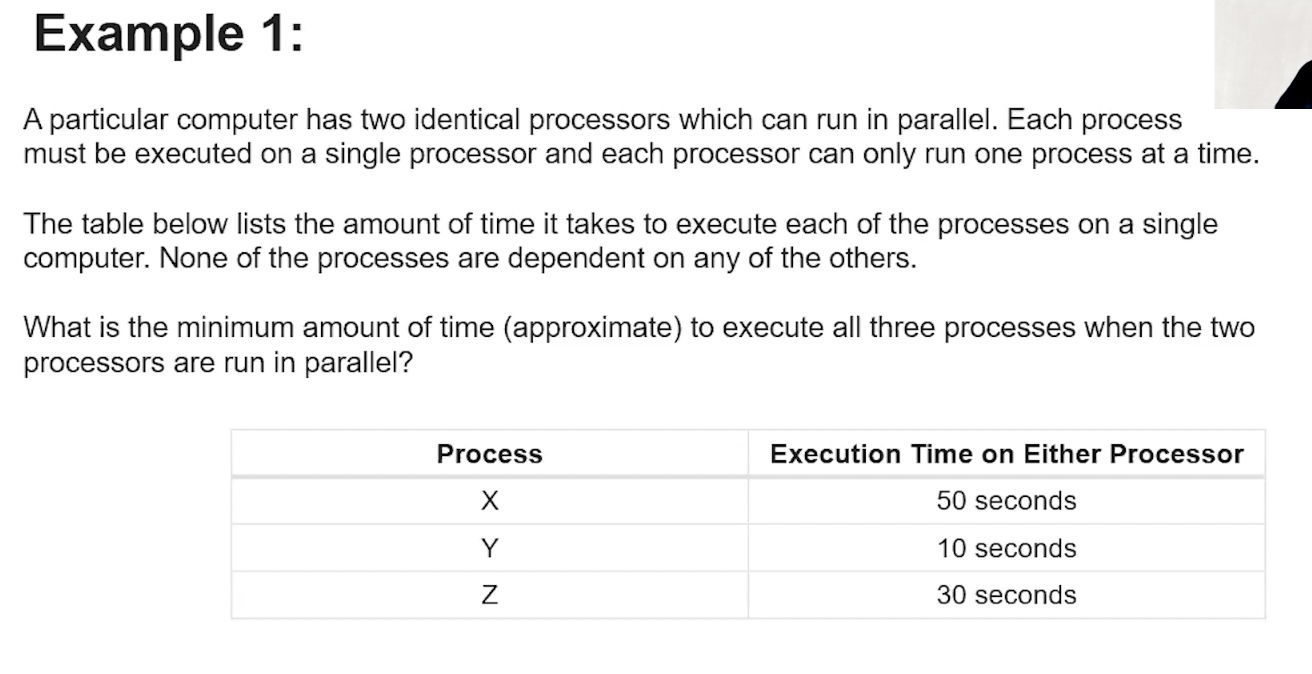 Example 1:
A particular computer has two identical processors which can run in parallel. Each process
must be executed on a single processor and each processor can only run one process at a time.
The table below lists the amount of time it takes to execute each of the processes on a single
computer. None of the processes are dependent on any of the others.
What is the minimum amount of time (approximate) to execute all three processes when the two
processors are run in parallel?
Process Execution Time on Either Processor
X 50 seconds
Y 10 seconds
Z 30 seconds